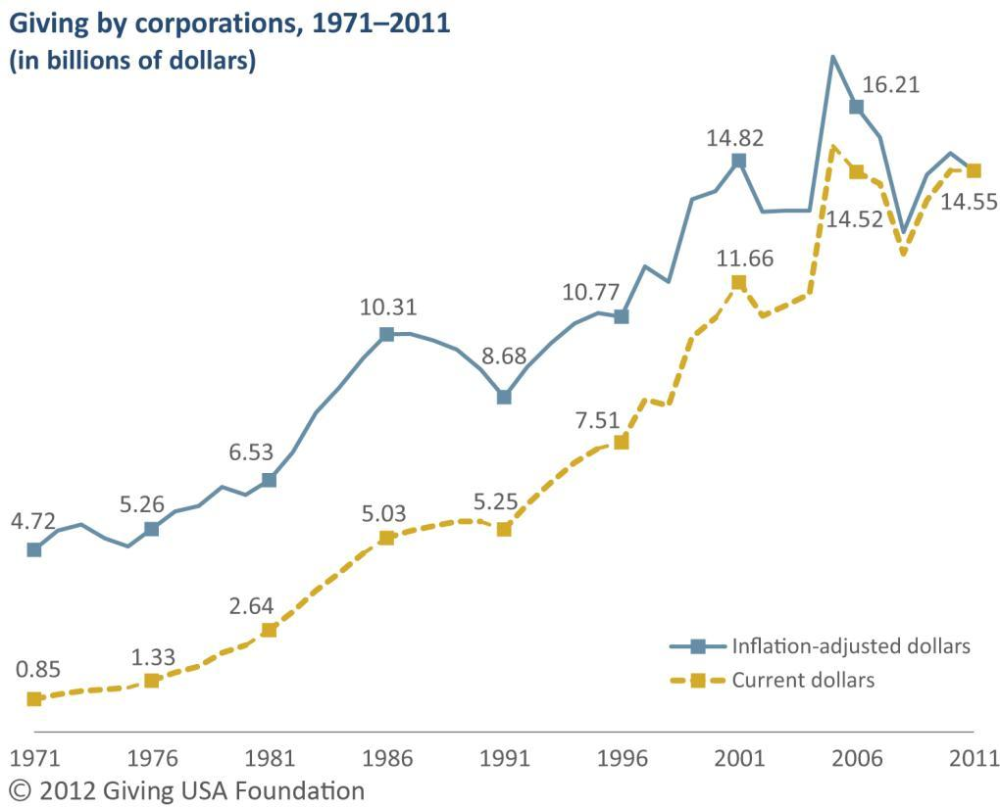 Giving by corporations, 1971–2011
(in billions of dollars)
16.21
14.82
14.55
14.52
11.66
10.77
10.31
8.68
7.51
6.53
5.26
4.72
5.03
5.25
2.64
1.33
0.85
Inflation-adjusted dollars
Current dollars
1971 1976 1981 1986 1991 1996 2001 2006 2011
© 2012 Giving USA Foundation